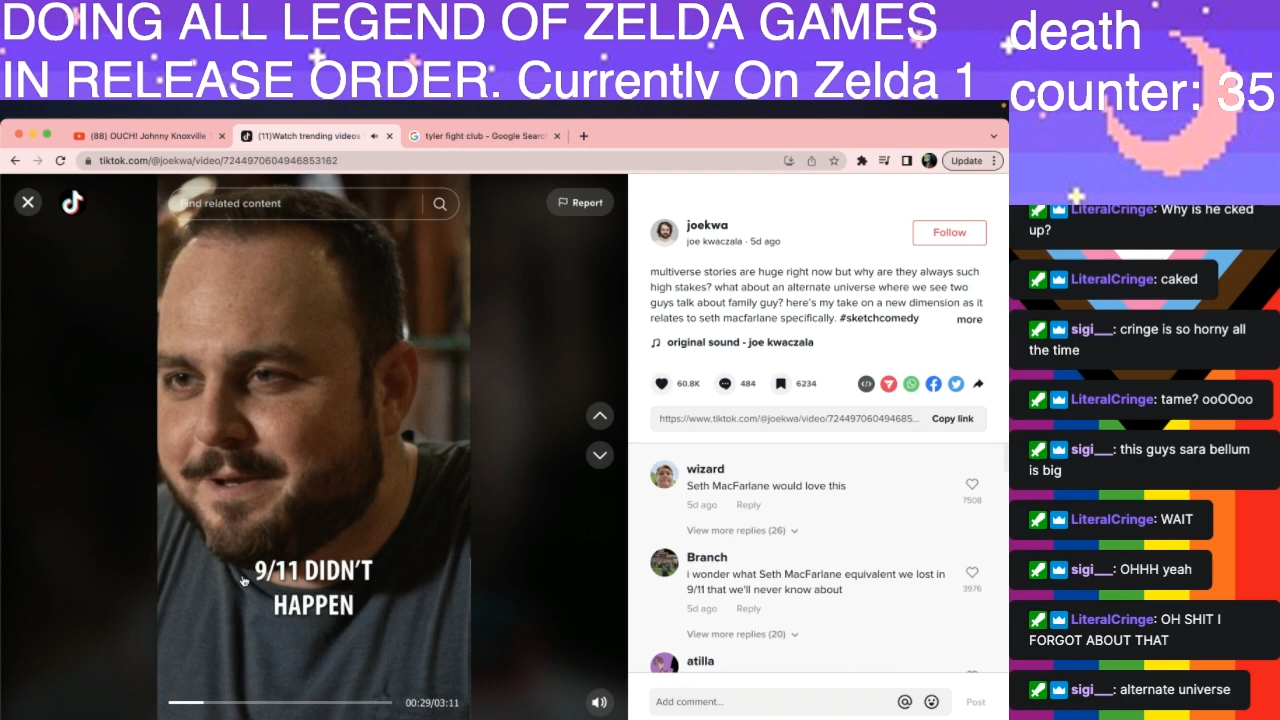 DOING ALL LEGEND OF ZELDA GAMES
IN RELEASE ORDER. Currently On Zelda 1
death
counter: 35
(88) OUCH! Johnny Knoxville
(11)Watch trending videos
tyler fight club - Google Searc
tiktok.com/@joekwa/video/7244970604946853162
Update
Find related content
Report
9/11 DIDN'T
HAPPEN
00:29/03:11
joekwa
joe kwaczala · 5d ago
Follow
multiverse stories are huge right now but why are they always such
high stakes? what about an alternate universe where we see two
guys talk about family guy? here's my take on a new dimension as it
relates to seth macfarlane specifically. #sketchcomedy
more
original sound - joe kwaczala
60.8K
484
6234
https://www.tiktok.com/@joekwa/video/724497060494685...
Copy link
wizard
Seth MacFarlane would love this
5d ago Reply
7508
View more replies (26)
Branch
i wonder what Seth MacFarlane equivalent we lost in
9/11 that we'll never know about
3976
5d ago Reply
View more replies (20)
atilla
Add comment...
Post
LiteralCringe: Why is he cked
up?
LiteralCringe: caked
sigi__: cringe is so horny all
the time
LiteralCringe: tame? ooOOoo
sigi__: this guys sara bellum
is big
LiteralCringe: WAIT
sigi__: OHHH yeah
LiteralCringe: OH SHIT I
FORGOT ABOUT THAT
sigi__: alternate universe